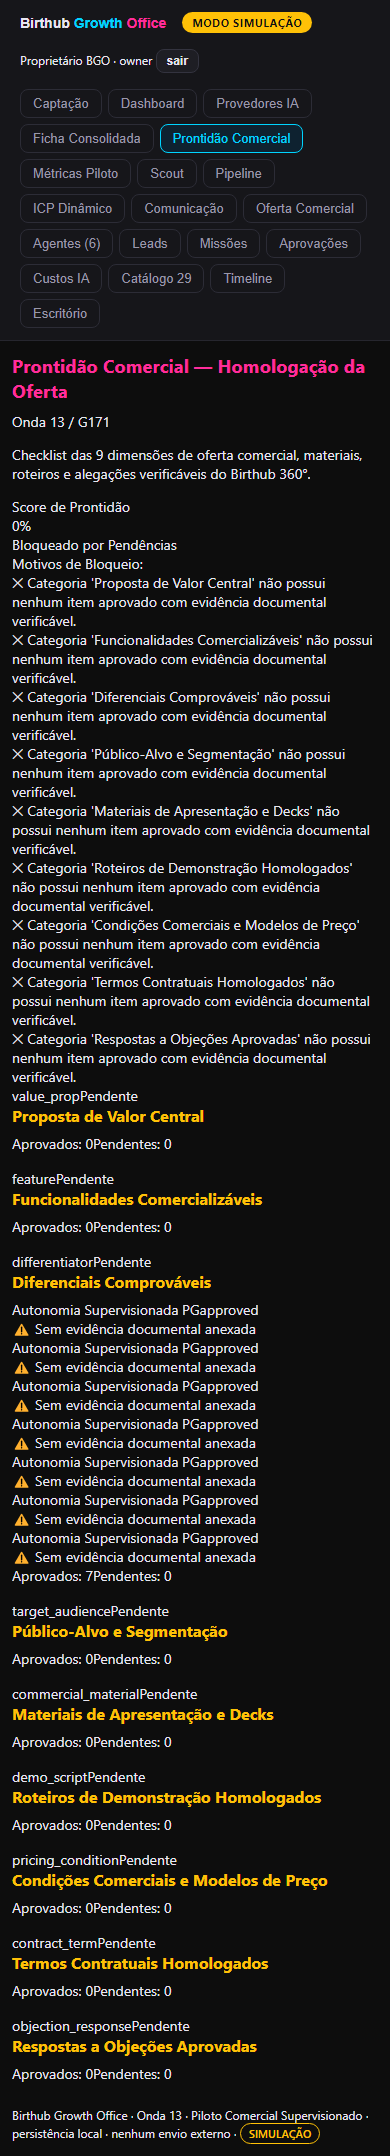 Birthub Growth Office MODO SIMULAÇÃO
Proprietário BGO · owner sair
Captação Dashboard Provedores IA
Ficha Consolidada Prontidão Comercial
Métricas Piloto Scout Pipeline
ICP Dinâmico Comunicação Oferta Comercial
Agentes (6) Leads Missões Aprovações
Custos IA Catálogo 29 Timeline
Escritório
Prontidão Comercial — Homologação da
Oferta
Onda 13 / G171
Checklist das 9 dimensões de oferta comercial, materiais,
roteiros e alegações verificáveis do Birthub 360°.
Score de Prontidão
0%
Bloqueado por Pendências
Motivos de Bloqueio:
✕ Categoria 'Proposta de Valor Central' não possui
nenhum item aprovado com evidência documental
verificável.
✕ Categoria 'Funcionalidades Comercializáveis' não possui
nenhum item aprovado com evidência documental
verificável.
✕ Categoria 'Diferenciais Comprováveis' não possui
nenhum item aprovado com evidência documental
verificável.
✕ Categoria 'Público-Alvo e Segmentação' não possui
nenhum item aprovado com evidência documental
verificável.
✕ Categoria 'Materiais de Apresentação e Decks' não
possui nenhum item aprovado com evidência documental
verificável.
✕ Categoria 'Roteiros de Demonstração Homologados'
não possui nenhum item aprovado com evidência
documental verificável.
✕ Categoria 'Condições Comerciais e Modelos de Preço'
não possui nenhum item aprovado com evidência
documental verificável.
✕ Categoria 'Termos Contratuais Homologados' não
possui nenhum item aprovado com evidência documental
verificável.
✕ Categoria 'Respostas a Objeções Aprovadas' não possui
nenhum item aprovado com evidência documental
verificável.
value_propPendente
Proposta de Valor Central
Aprovados: 0Pendentes: 0
featurePendente
Funcionalidades Comercializáveis
Aprovados: 0Pendentes: 0
differentiatorPendente
Diferenciais Comprováveis
Autonomia Supervisionada PGapproved
⚠ Sem evidência documental anexada
Autonomia Supervisionada PGapproved
⚠ Sem evidência documental anexada
Autonomia Supervisionada PGapproved
⚠ Sem evidência documental anexada
Autonomia Supervisionada PGapproved
⚠ Sem evidência documental anexada
Autonomia Supervisionada PGapproved
⚠ Sem evidência documental anexada
Autonomia Supervisionada PGapproved
⚠ Sem evidência documental anexada
Autonomia Supervisionada PGapproved
⚠ Sem evidência documental anexada
Aprovados: 7Pendentes: 0
target_audiencePendente
Público-Alvo e Segmentação
Aprovados: 0Pendentes: 0
commercial_materialPendente
Materiais de Apresentação e Decks
Aprovados: 0Pendentes: 0
demo_scriptPendente
Roteiros de Demonstração Homologados
Aprovados: 0Pendentes: 0
pricing_conditionPendente
Condições Comerciais e Modelos de Preço
Aprovados: 0Pendentes: 0
contract_termPendente
Termos Contratuais Homologados
Aprovados: 0Pendentes: 0
objection_responsePendente
Respostas a Objeções Aprovadas
Aprovados: 0Pendentes: 0
Birthub Growth Office · Onda 13 · Piloto Comercial Supervisionado ·
persistência local · nenhum envio externo · SIMULAÇÃO